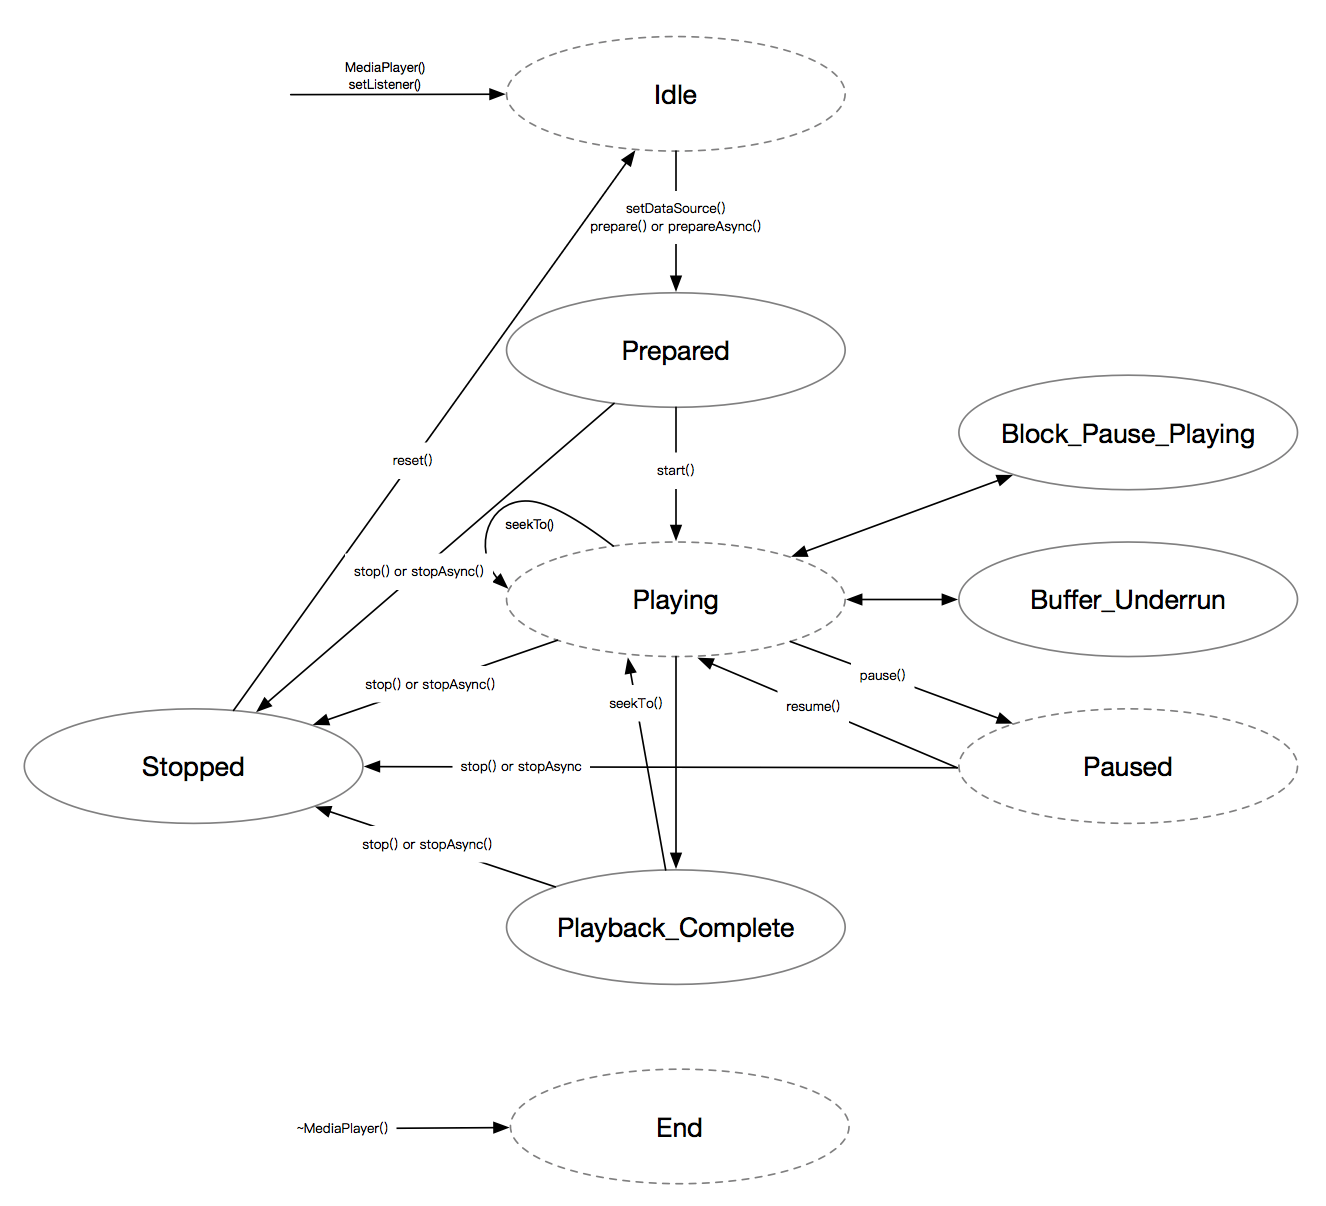 MediaPlayer()
setListener()
Idle
setDataSource()
prepare() or prepareAsync()
Prepared
Block_Pause_Playing
reset()
start()
seekTo()
stop() or stopAsync()
Playing
Buffer_Underrun
pause()
stop() or stopAsync()
seekTo()
resume()
Stopped
stop() or stopAsync
Paused
stop() or stopAsync()
Playback_Complete
~MediaPlayer()
End